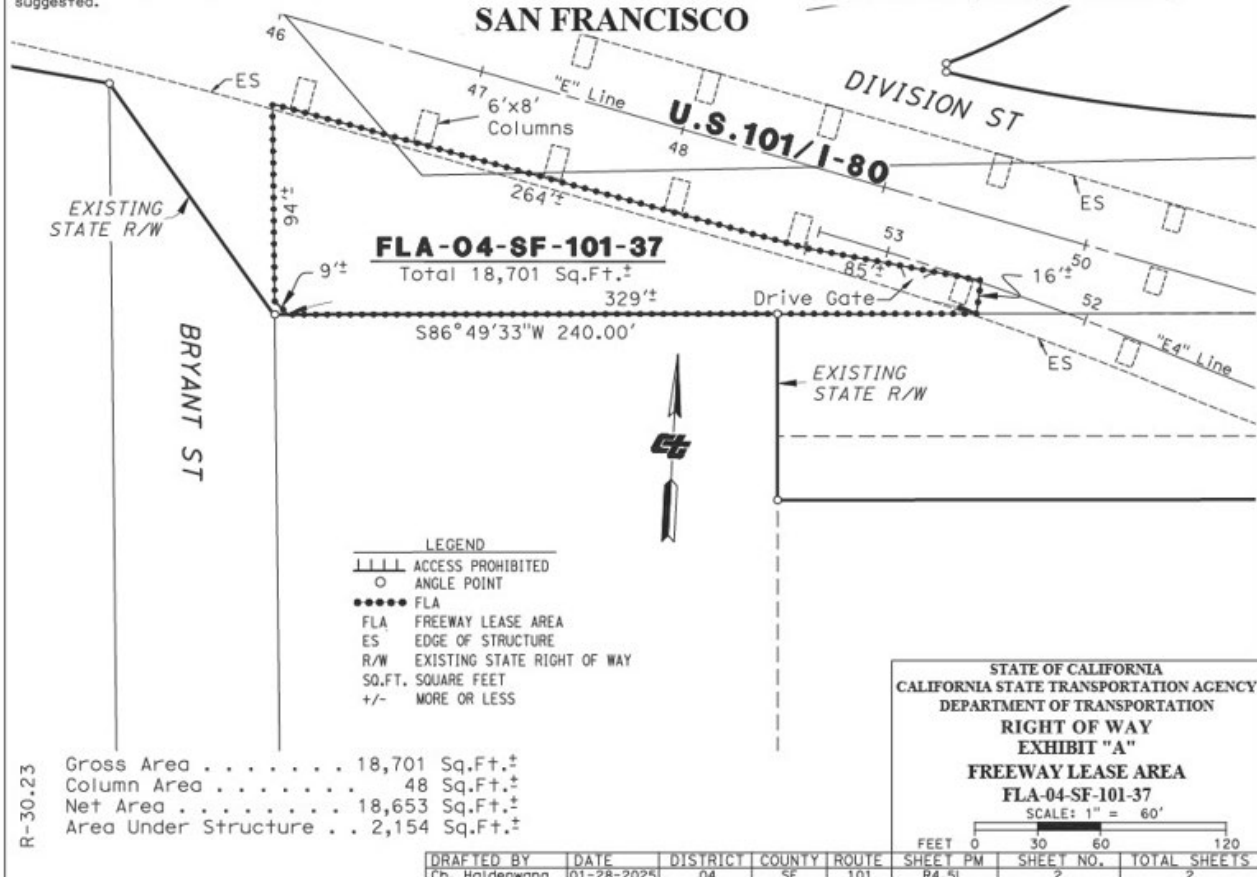 suggested.
SAN FRANCISCO
46
ES
47
"E" Line
6'x8'
Columns
U.S.101/I-80
48
DIVISION ST
ES
EXISTING
STATE R/W
94'±
264'±
FLA-04-SF-101-37
Total 18,701 Sq.Ft.±
9'±
329'±
S86°49'33"W 240.00'
53
85'±
Drive Gate
16'±
50
52
"E4" Line
ES
BRYANT ST
EXISTING
STATE R/W
Ct
LEGEND
ACCESS PROHIBITED
ANGLE POINT
FLA
FLA FREEWAY LEASE AREA
ES EDGE OF STRUCTURE
R/W EXISTING STATE RIGHT OF WAY
SQ.FT. SQUARE FEET
+/- MORE OR LESS
R-30.23
Gross Area . . . . . . . 18,701 Sq.Ft.±
Column Area . . . . . . . 48 Sq.Ft.±
Net Area . . . . . . . . 18,653 Sq.Ft.±
Area Under Structure . . 2,154 Sq.Ft.±
STATE OF CALIFORNIA
CALIFORNIA STATE TRANSPORTATION AGENCY
DEPARTMENT OF TRANSPORTATION
RIGHT OF WAY
EXHIBIT "A"
FREEWAY LEASE AREA
FLA-04-SF-101-37
SCALE: 1" = 60'
FEET 0 30 60 120
DRAFTED BY DATE DISTRICT COUNTY ROUTE SHEET PM SHEET NO. TOTAL SHEETS
Ch. Haldenwang 01-28-2025 04 SF 101 R4.5L 2 2